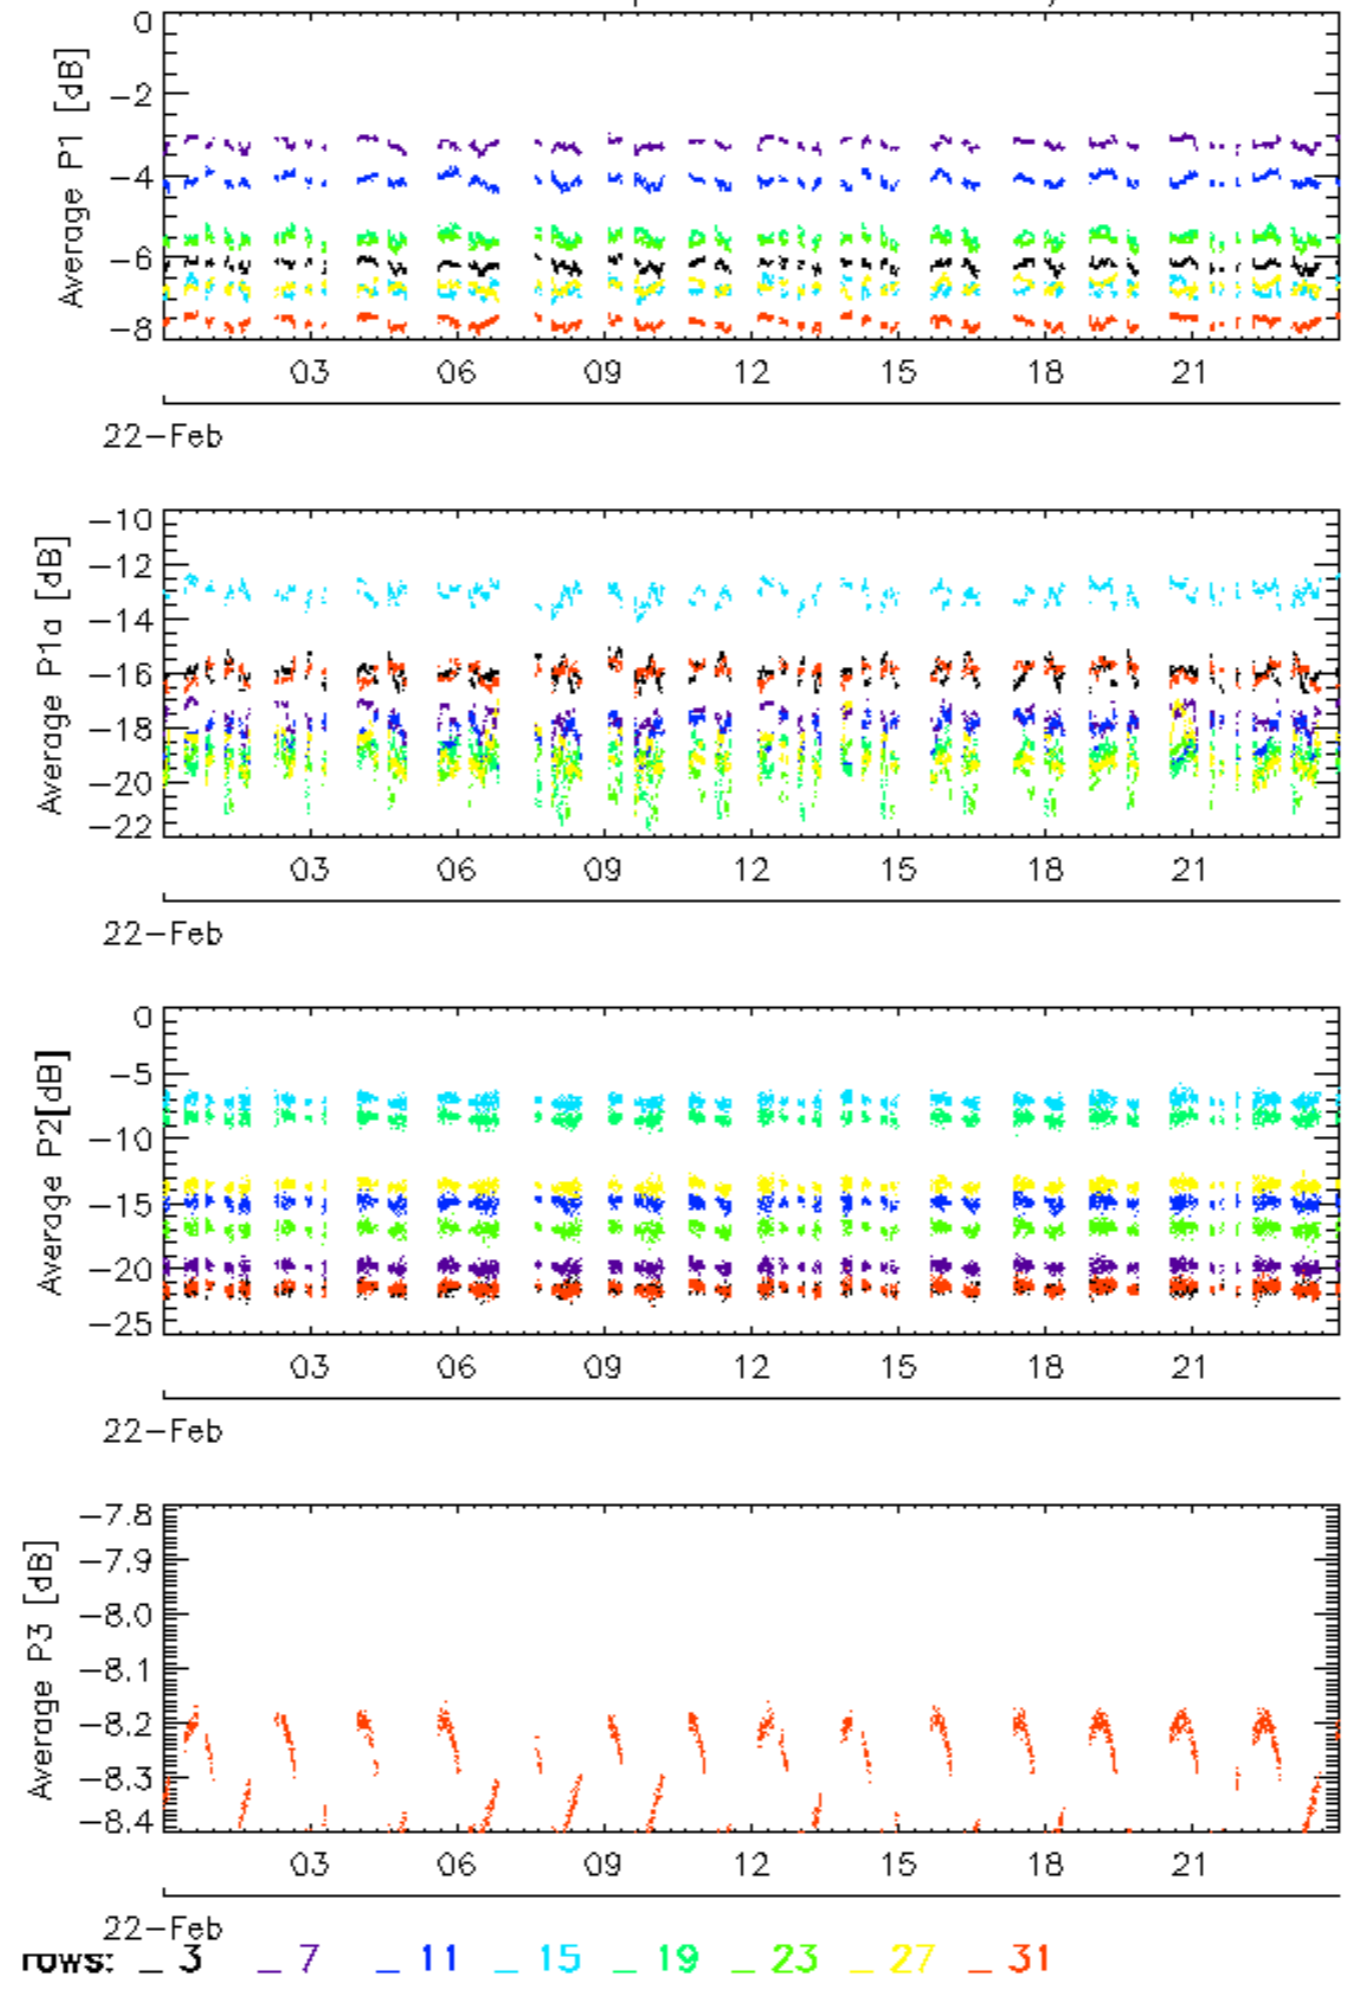 Average P1 [dB]
0
−2
−4
−6
−8
03 06 09 12 15 18 21
22−Feb
Average P1a [dB]
−10
−12
−14
−16
−18
−20
−22
03 06 09 12 15 18 21
22−Feb
Average P2[dB]
0
−5
−10
−15
−20
−25
03 06 09 12 15 18 21
22−Feb
Average P3 [dB]
−7.8
−7.9
−8.0
−8.1
−8.2
−8.3
−8.4
03 06 09 12 15 18 21
22−Feb
rows: _ 3 _ 7 _ 11 _ 15 _ 19 _ 23 _ 27 _ 31